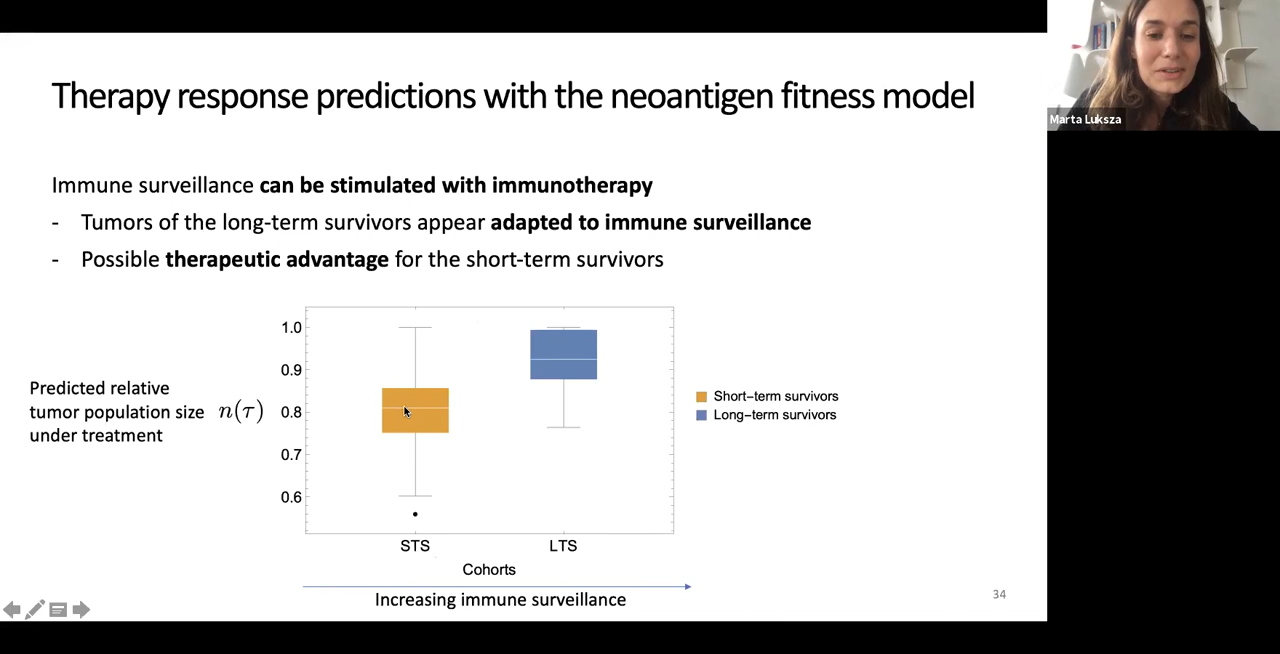 Therapy response predictions with the neoantigen fitness model
Marta Luksza
Immune surveillance can be stimulated with immunotherapy
- Tumors of the long-term survivors appear adapted to immune surveillance
- Possible therapeutic advantage for the short-term survivors
1.0
0.9
0.8
0.7
0.6
Predicted relative
tumor population size n(τ)
under treatment
Short-term survivors
Long-term survivors
STS LTS
Cohorts
Increasing immune surveillance
34